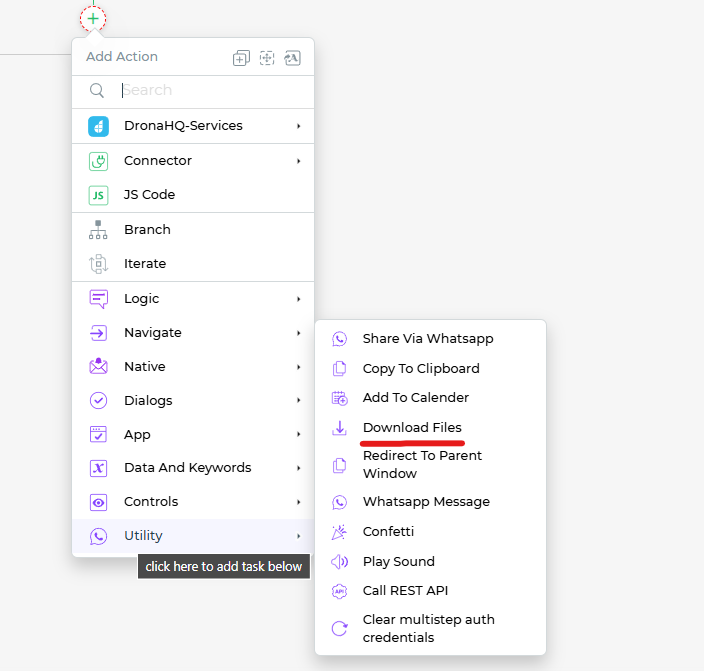 Add Action
Search
DronaHQ-Services
Connector
JS
JS Code
Branch
Iterate
Logic
Navigate
Native
Dialogs
App
Data And Keywords
Controls
Utility
click here to add task below
Share Via Whatsapp
Copy To Clipboard
Add To Calender
Download Files
Redirect To Parent
Window
Whatsapp Message
Confetti
Play Sound
API
Call REST API
Clear multistep auth
credentials